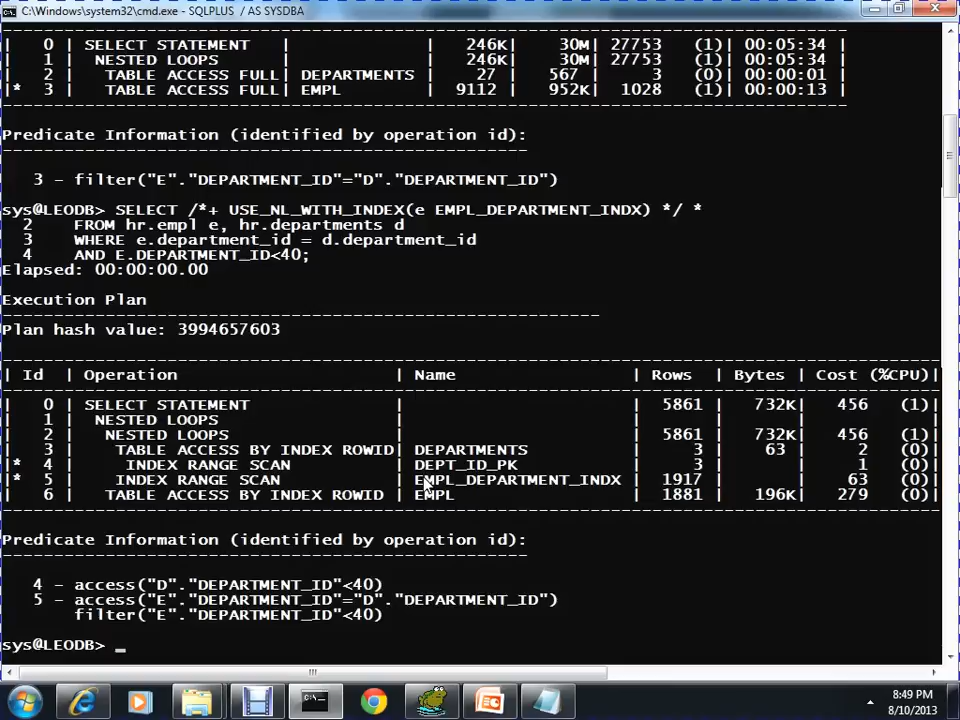 C:\Windows\system32\cmd.exe - SQLPLUS / AS SYSDBA
------------------------------------------------------------------------------------
|   0 | SELECT STATEMENT   |             |   246K|    30M| 27753   (1)| 00:05:34 |
|   1 |  NESTED LOOPS      |             |   246K|    30M| 27753   (1)| 00:05:34 |
|   2 |   TABLE ACCESS FULL| DEPARTMENTS |    27 |   567 |     3   (0)| 00:00:01 |
|*  3 |   TABLE ACCESS FULL| EMPL        |  9112 |   952K|  1028   (1)| 00:00:13 |
------------------------------------------------------------------------------------
Predicate Information (identified by operation id):
---------------------------------------------------
3 - filter("E"."DEPARTMENT_ID"="D"."DEPARTMENT_ID")
sys@LEODB> SELECT /*+ USE_NL_WITH_INDEX(e EMPL_DEPARTMENT_INDX) */ *
2     FROM hr.empl e, hr.departments d
3     WHERE e.department_id = d.department_id
4     AND E.DEPARTMENT_ID<40;
Elapsed: 00:00:00.00
Execution Plan
----------------------------------------------------------
Plan hash value: 3994657603
-----------------------------------------------------------------------------------------
| Id  | Operation                     | Name                 | Rows  | Bytes | Cost (%CPU)|
-----------------------------------------------------------------------------------------
|   0 | SELECT STATEMENT              |                      |  5861 |   732K|   456   (1)|
|   1 |  NESTED LOOPS                 |                      |       |       |            |
|   2 |   NESTED LOOPS                |                      |  5861 |   732K|   456   (1)|
|   3 |    TABLE ACCESS BY INDEX ROWID| DEPARTMENTS          |     3 |    63 |     2   (0)|
|*  4 |     INDEX RANGE SCAN          | DEPT_ID_PK           |     3 |       |     1   (0)|
|*  5 |    INDEX RANGE SCAN           | EMPL_DEPARTMENT_INDX |  1917 |       |    63   (0)|
|   6 |   TABLE ACCESS BY INDEX ROWID | EMPL                 |  1881 |   196K|   279   (0)|
-----------------------------------------------------------------------------------------
Predicate Information (identified by operation id):
---------------------------------------------------
4 - access("D"."DEPARTMENT_ID"<40)
5 - access("E"."DEPARTMENT_ID"="D"."DEPARTMENT_ID")
filter("E"."DEPARTMENT_ID"<40)
sys@LEODB> _
8:49 PM
8/10/2013